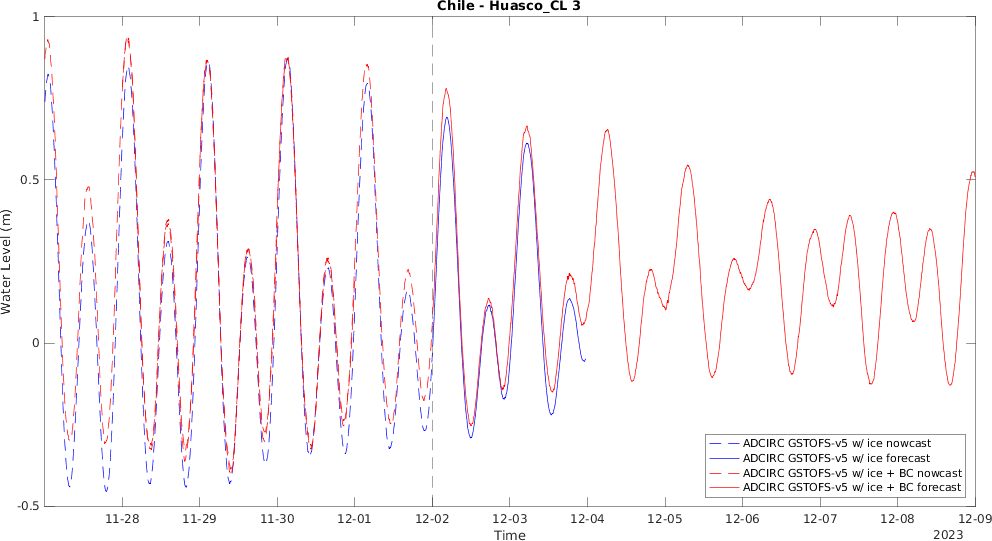 Chile - Huasco_CL 3
1
0.5
0
-0.5
Water Level (m)
11-28 11-29 11-30 12-01 12-02 12-03 12-04 12-05 12-06 12-07 12-08 12-09
Time
2023
ADCIRC GSTOFS-v5 w/ ice nowcast
ADCIRC GSTOFS-v5 w/ ice forecast
ADCIRC GSTOFS-v5 w/ ice + BC nowcast
ADCIRC GSTOFS-v5 w/ ice + BC forecast